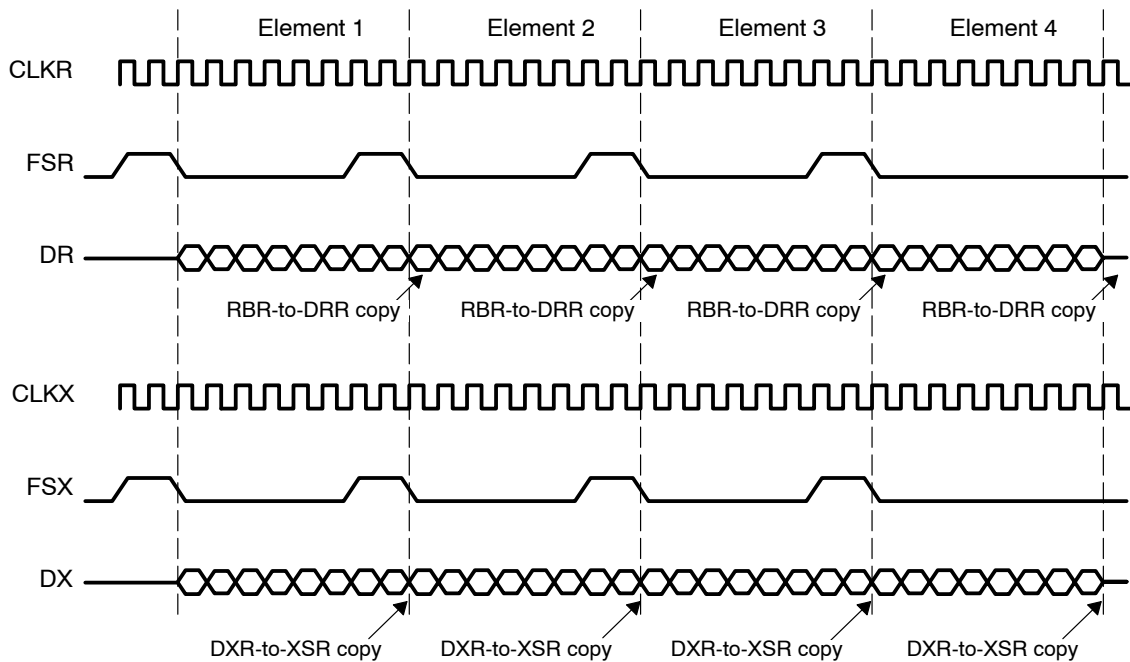 Element 1 Element 2 Element 3 Element 4
CLKR
FSR
DR
RBR-to-DRR copy RBR-to-DRR copy RBR-to-DRR copy RBR-to-DRR copy
CLKX
FSX
DX
DXR-to-XSR copy DXR-to-XSR copy DXR-to-XSR copy DXR-to-XSR copy